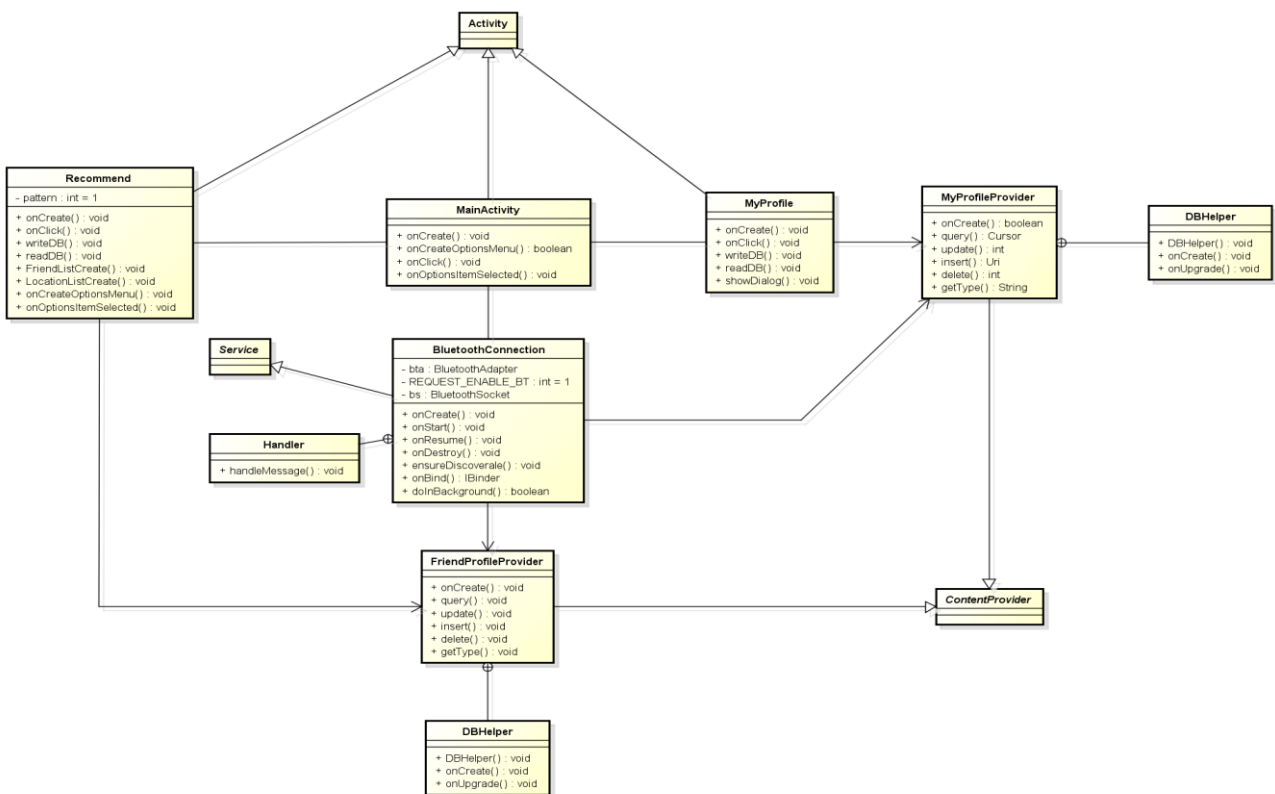 Activity
Recommend
- pattern : int = 1
+ onCreate() : void
+ onClick() : void
+ writeDB() : void
+ readDB() : void
+ FriendListCreate() : void
+ LocationListCreate() : void
+ onCreateOptionsMenu() : void
+ onOptionsItemSelected() : void
MainActivity
+ onCreate() : void
+ onCreateOptionsMenu() : boolean
+ onClick() : void
+ onOptionsItemSelected() : void
MyProfile
+ onCreate() : void
+ onClick() : void
+ writeDB() : void
+ readDB() : void
+ showDialog() : void
MyProfileProvider
+ onCreate() : boolean
+ query() : Cursor
+ update() : int
+ insert() : Uri
+ delete() : int
+ getType() : String
DBHelper
+ DBHelper() : void
+ onCreate() : void
+ onUpgrade() : void
Service
BluetoothConnection
- bta : BluetoothAdapter
- REQUEST_ENABLE_BT : int = 1
- bs : BluetoothSocket
+ onCreate() : void
+ onStart() : void
+ onResume() : void
+ onDestroy() : void
+ ensureDiscoverale() : void
+ onBind() : IBinder
+ doInBackground() : boolean
Handler
+ handleMessage() : void
FriendProfileProvider
+ onCreate() : void
+ query() : void
+ update() : void
+ insert() : void
+ delete() : void
+ getType() : void
ContentProvider
DBHelper
+ DBHelper() : void
+ onCreate() : void
+ onUpgrade() : void